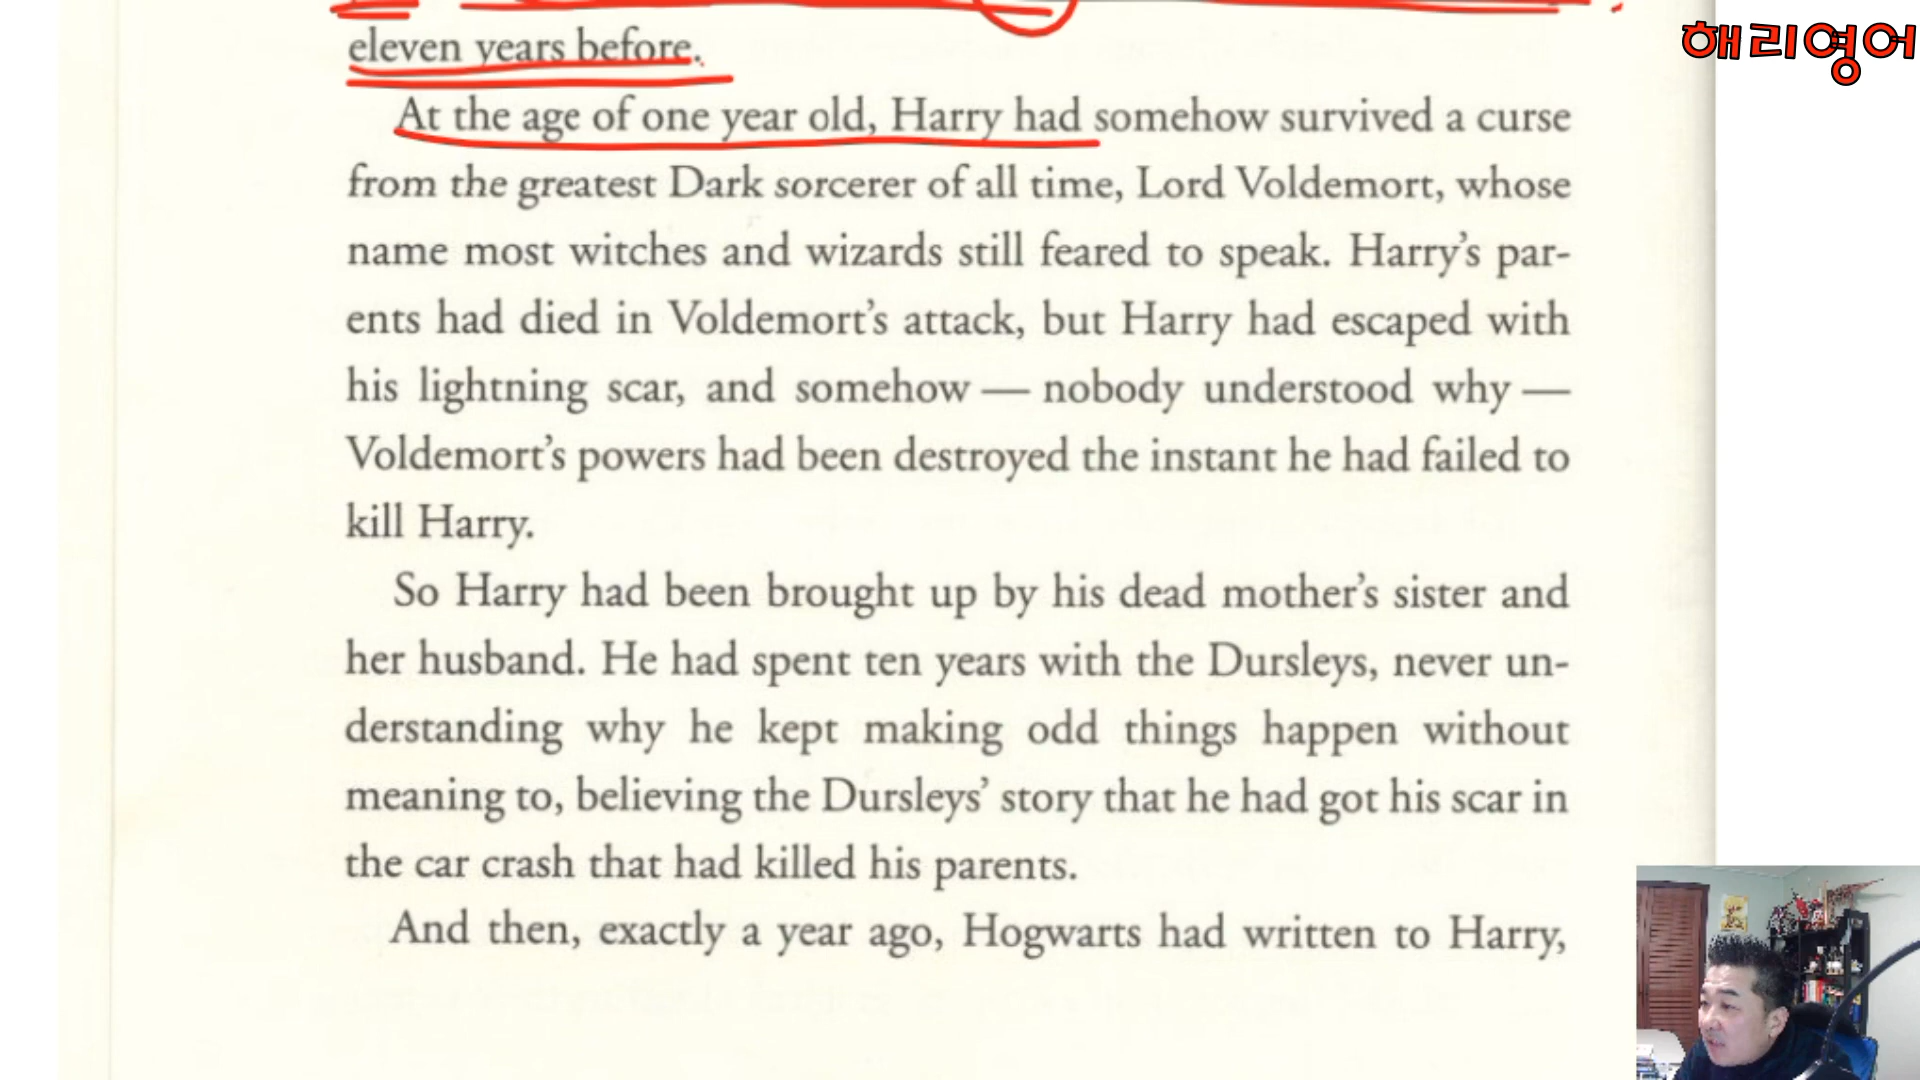 해리영어
eleven years before.
At the age of one year old, Harry had somehow survived a curse
from the greatest Dark sorcerer of all time, Lord Voldemort, whose
name most witches and wizards still feared to speak. Harry's par-
ents had died in Voldemort's attack, but Harry had escaped with
his lightning scar, and somehow — nobody understood why —
Voldemort's powers had been destroyed the instant he had failed to
kill Harry.
So Harry had been brought up by his dead mother's sister and
her husband. He had spent ten years with the Dursleys, never un-
derstanding why he kept making odd things happen without
meaning to, believing the Dursleys' story that he had got his scar in
the car crash that had killed his parents.
And then, exactly a year ago, Hogwarts had written to Harry,